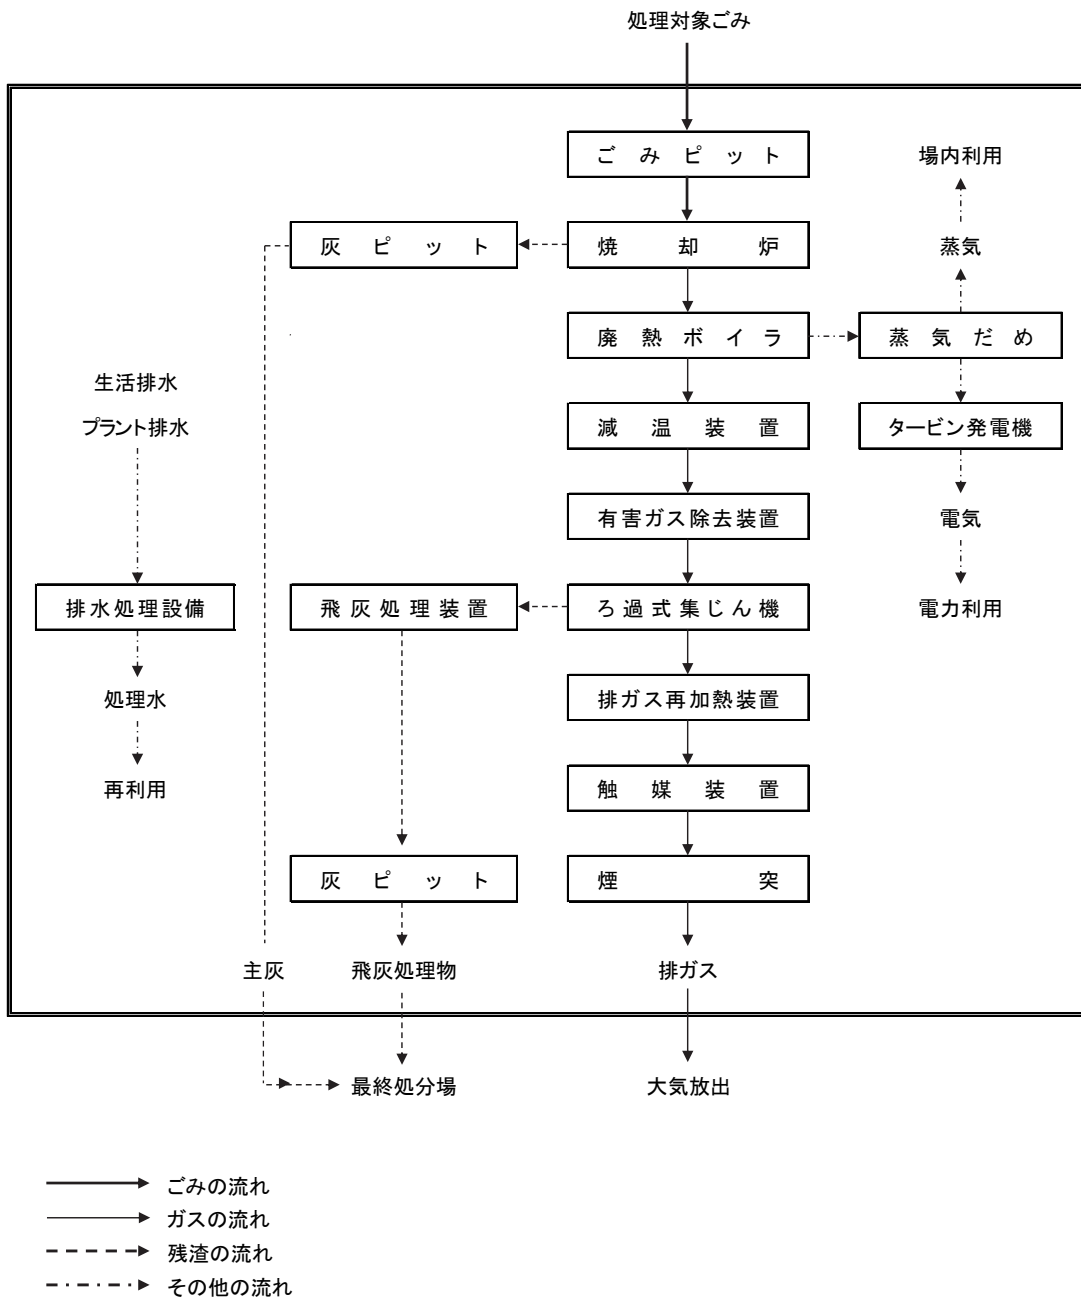 処理対象ごみ
ごみピット
場内利用
灰ピット
焼却炉
蒸気
廃熱ボイラ
蒸気だめ
生活排水
プラント排水
減温装置
タービン発電機
有害ガス除去装置
電気
排水処理設備
飛灰処理装置
ろ過式集じん機
電力利用
処理水
排ガス再加熱装置
再利用
触媒装置
灰ピット
煙突
主灰
飛灰処理物
排ガス
最終処分場
大気放出
ごみの流れ
ガスの流れ
残渣の流れ
その他の流れ